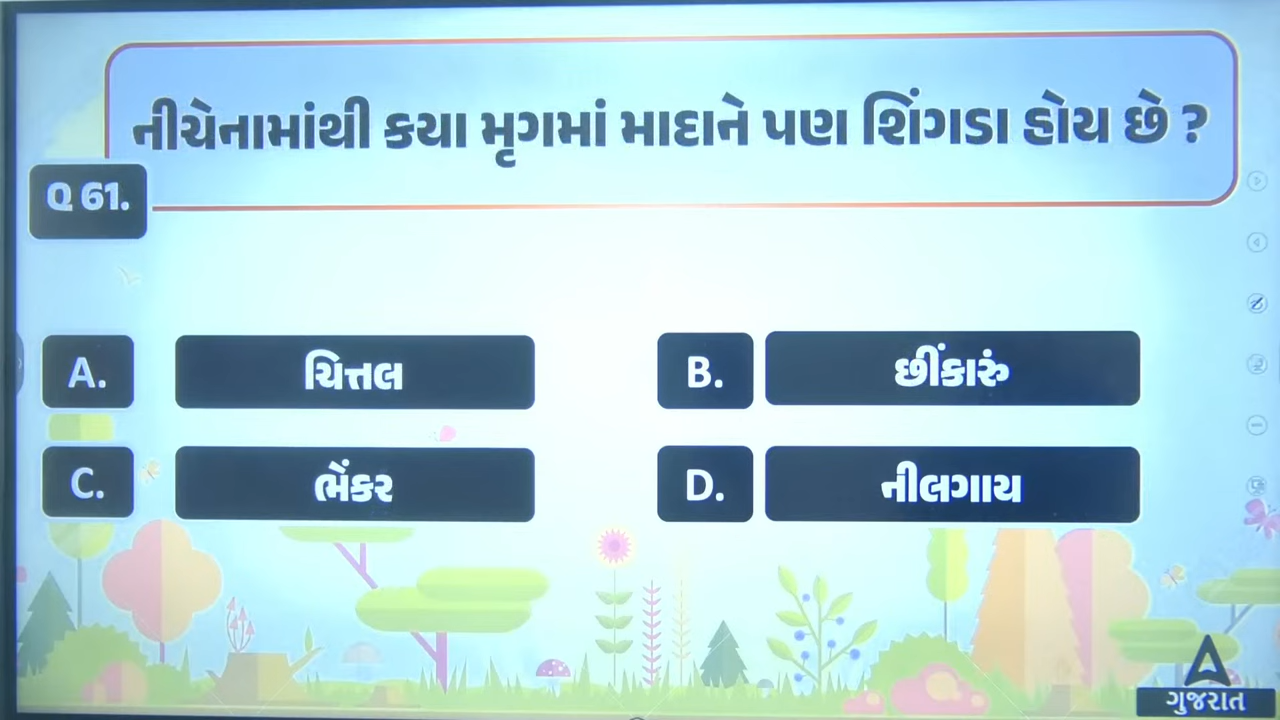 નીચેનામાંથી કયા મૃગમાં માદાને પણ શિંગડા હોય છે ?
Q 61.
A. ચિત્તલ
B. છીંકારું
C. ભેંકર
D. નીલગાય
ગુજરાત